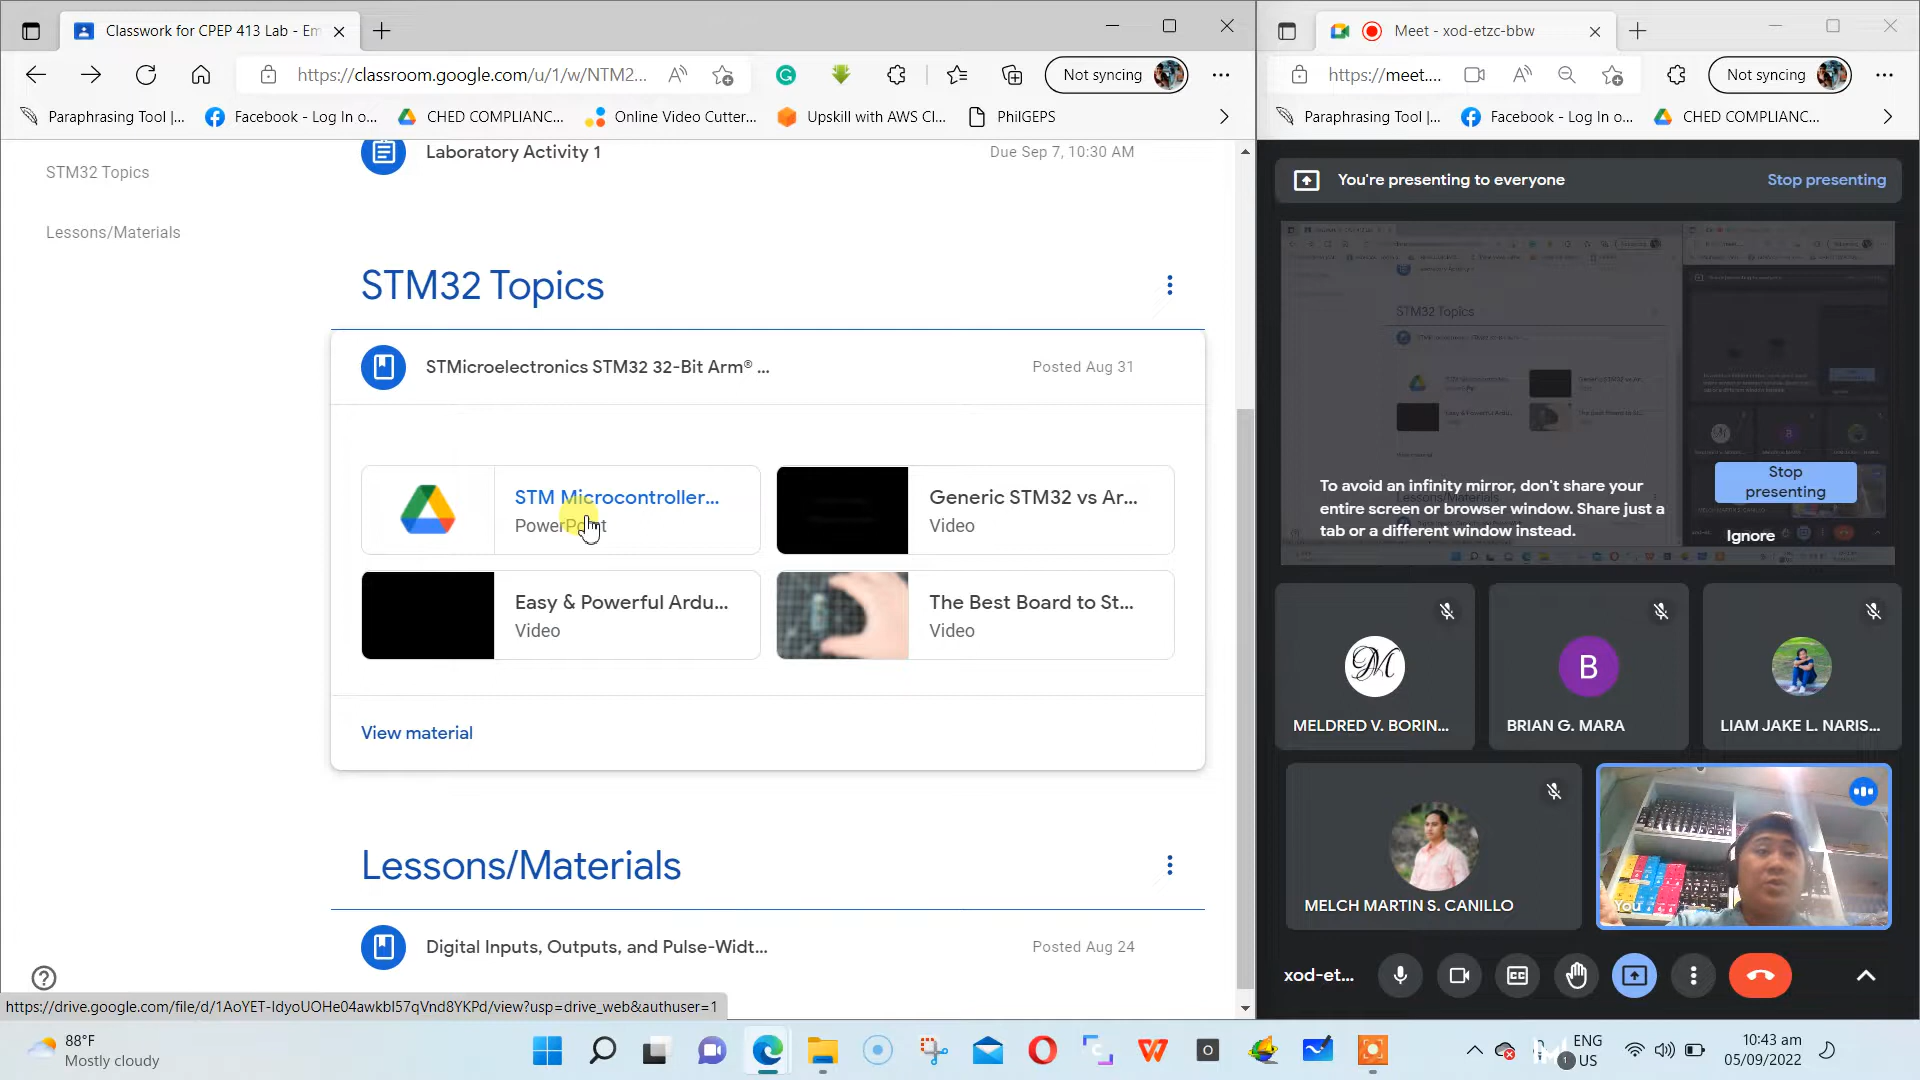 Classwork for CPEP 413 Lab - Em
https://classroom.google.com/u/1/w/NTM2...
Not syncing
Paraphrasing Tool |...
Facebook - Log In o...
CHED COMPLIANC...
Online Video Cutter...
Upskill with AWS Cl...
PhilGEPS
STM32 Topics
Lessons/Materials
Laboratory Activity 1
Due Sep 7, 10:30 AM
STM32 Topics
STMicroelectronics STM32 32-Bit Arm® ...
Posted Aug 31
STM Microcontroller...
PowerPoint
Generic STM32 vs Ar...
Video
Easy & Powerful Ardu...
Video
The Best Board to St...
Video
View material
Lessons/Materials
Digital Inputs, Outputs, and Pulse-Widt...
Posted Aug 24
https://drive.google.com/file/d/1AoYET-IdyoUOHe04awkbI57qVnd8YKPd/view?usp=drive_web&authuser=1
Meet - xod-etzc-bbw
https://meet....
Not syncing
Paraphrasing Tool |...
Facebook - Log In o...
CHED COMPLIANC...
You're presenting to everyone
Stop presenting
STM32 Topics
To avoid an infinity mirror, don't share your
entire screen or browser window. Share just a
tab or a different window instead.
Stop
presenting
Ignore
MELDRED V. BORIN...
B
BRIAN G. MARA
LIAM JAKE L. NARIS...
MELCH MARTIN S. CANILLO
You
xod-et...
88°F
Mostly cloudy
ENG
US
10:43 am
05/09/2022